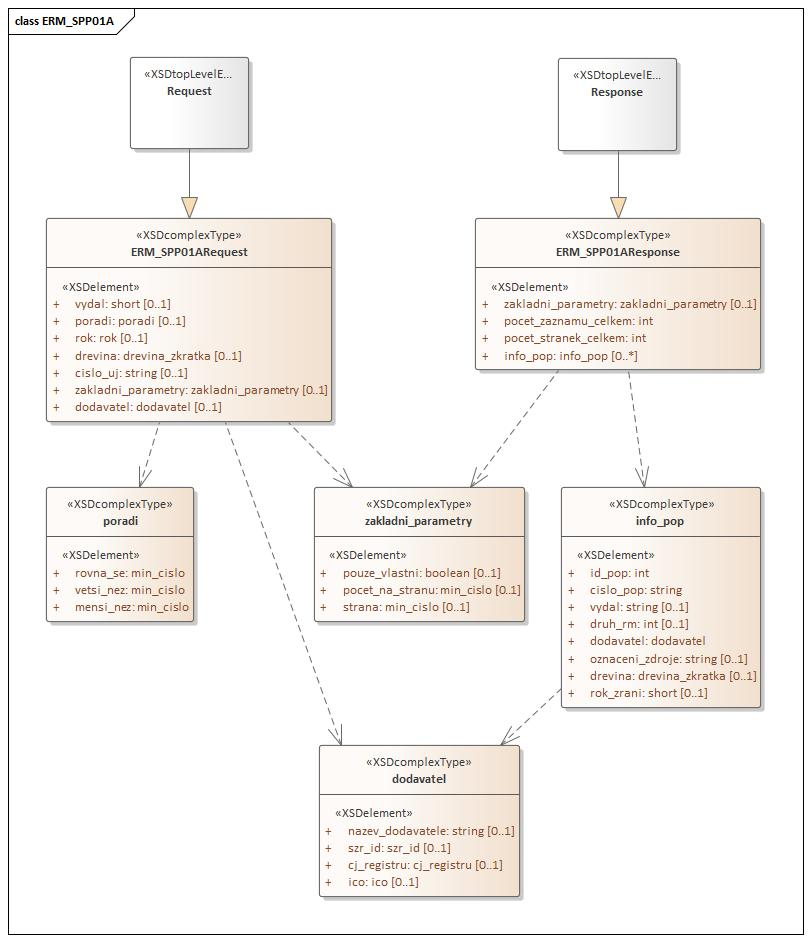 class ERM_SPP01A
«XSDtopLevelE...
Request
«XSDtopLevelE...
Response
«XSDcomplexType»
ERM_SPP01ARequest
«XSDelement»
+ vydal: short [0..1]
+ poradi: poradi [0..1]
+ rok: rok [0..1]
+ drevina: drevina_zkratka [0..1]
+ cislo_uj: string [0..1]
+ zakladni_parametry: zakladni_parametry [0..1]
+ dodavatel: dodavatel [0..1]
«XSDcomplexType»
ERM_SPP01AResponse
«XSDelement»
+ zakladni_parametry: zakladni_parametry [0..1]
+ pocet_zaznamu_celkem: int
+ pocet_stranek_celkem: int
+ info_pop: info_pop [0..*]
«XSDcomplexType»
poradi
«XSDelement»
+ rovna_se: min_cislo
+ vetsi_nez: min_cislo
+ mensi_nez: min_cislo
«XSDcomplexType»
zakladni_parametry
«XSDelement»
+ pouze_vlastni: boolean [0..1]
+ pocet_na_stranu: min_cislo [0..1]
+ strana: min_cislo [0..1]
«XSDcomplexType»
info_pop
«XSDelement»
+ id_pop: int
+ cislo_pop: string
+ vydal: string [0..1]
+ druh_rm: int [0..1]
+ dodavatel: dodavatel
+ oznaceni_zdroje: string [0..1]
+ drevina: drevina_zkratka [0..1]
+ rok_zrani: short [0..1]
«XSDcomplexType»
dodavatel
«XSDelement»
+ nazev_dodavatele: string [0..1]
+ szr_id: szr_id [0..1]
+ cj_registru: cj_registru [0..1]
+ ico: ico [0..1]